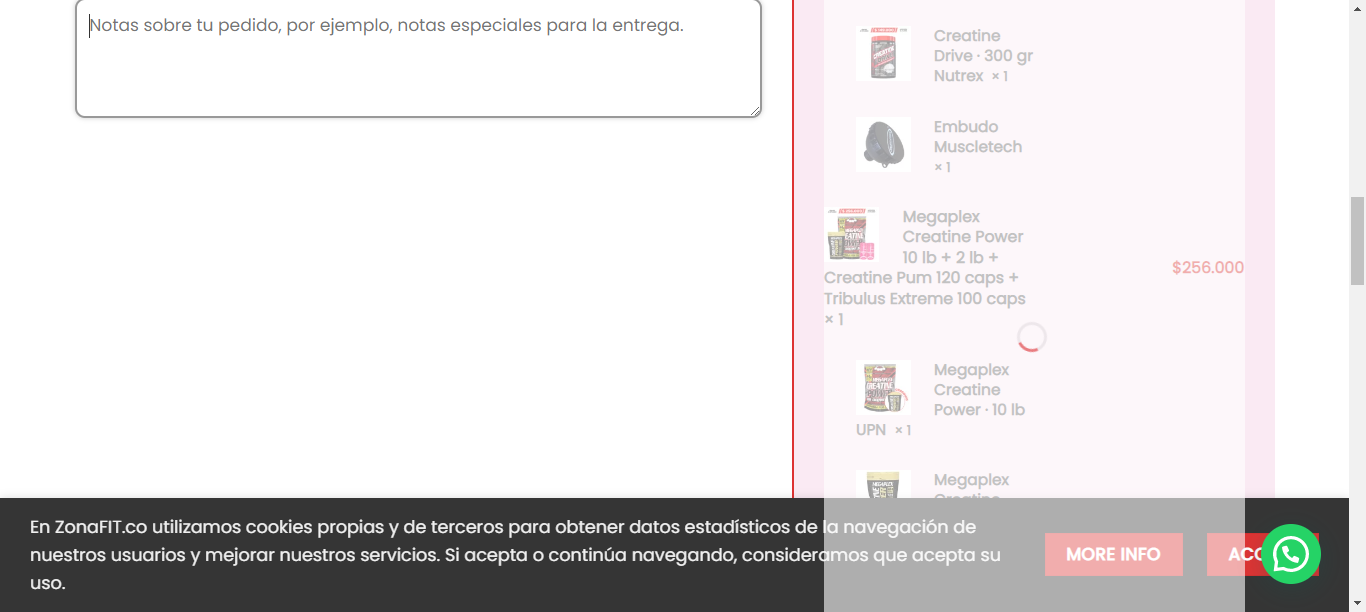 Notas sobre tu pedido, por ejemplo, notas especiales para la entrega.
Creatine
Drive · 300 gr
Nutrex × 1
Embudo
Muscletech
× 1
Megaplex
Creatine Power
10 lb + 2 lb +
Creatine Pum 120 caps +
Tribulus Extreme 100 caps
× 1
$256.000
Megaplex
Creatine
Power · 10 lb
UPN × 1
Megaplex
Creatine
En ZonaFIT.co utilizamos cookies propias y de terceros para obtener datos estadísticos de la navegación de
nuestros usuarios y mejorar nuestros servicios. Si acepta o continúa navegando, consideramos que acepta su
uso.
MORE INFO